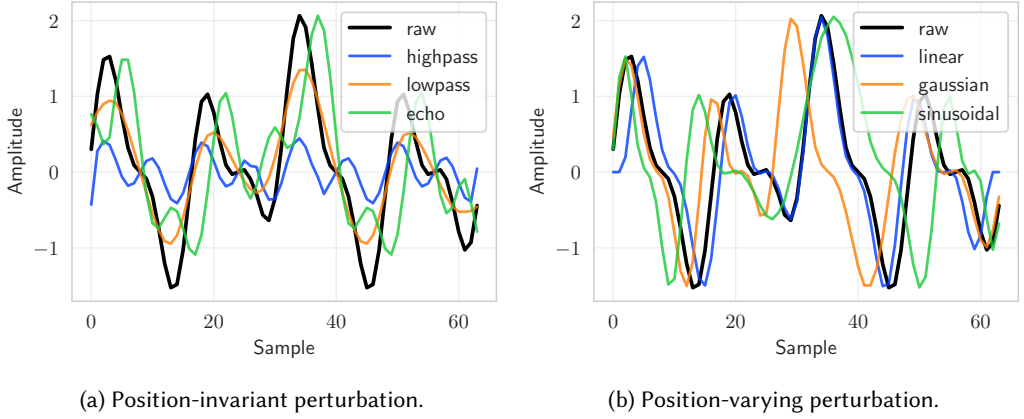 2
1
0
−1
Amplitude
0
20
40
60
Sample
raw
highpass
lowpass
echo
(a) Position-invariant perturbation.
2
1
0
−1
Amplitude
0
20
40
60
Sample
raw
linear
gaussian
sinusoidal
(b) Position-varying perturbation.